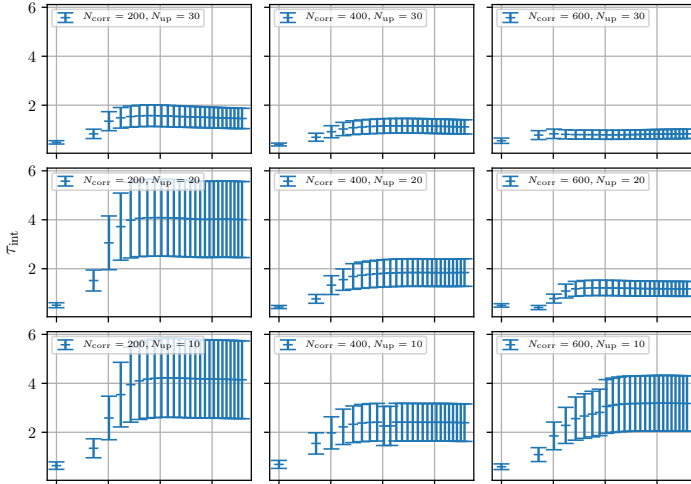 6
4
2
N_corr = 200, N_up = 30
N_corr = 400, N_up = 30
N_corr = 600, N_up = 30
τ_int
6
4
2
N_corr = 200, N_up = 20
N_corr = 400, N_up = 20
N_corr = 600, N_up = 20
6
4
2
N_corr = 200, N_up = 10
N_corr = 400, N_up = 10
N_corr = 600, N_up = 10